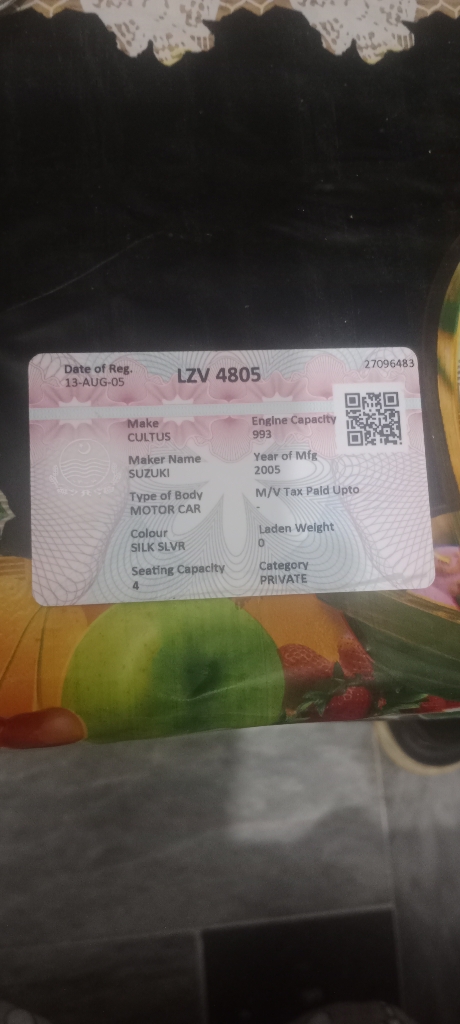 Date of Reg.
13-AUG-05
LZV 4805
27096483
Make
CULTUS
Engine Capacity
993
Maker Name
SUZUKI
Year of Mfg
2005
Type of Body
MOTOR CAR
M/V Tax Paid Upto
-
Colour
SILK SLVR
Laden Weight
0
Seating Capacity
4
Category
PRIVATE